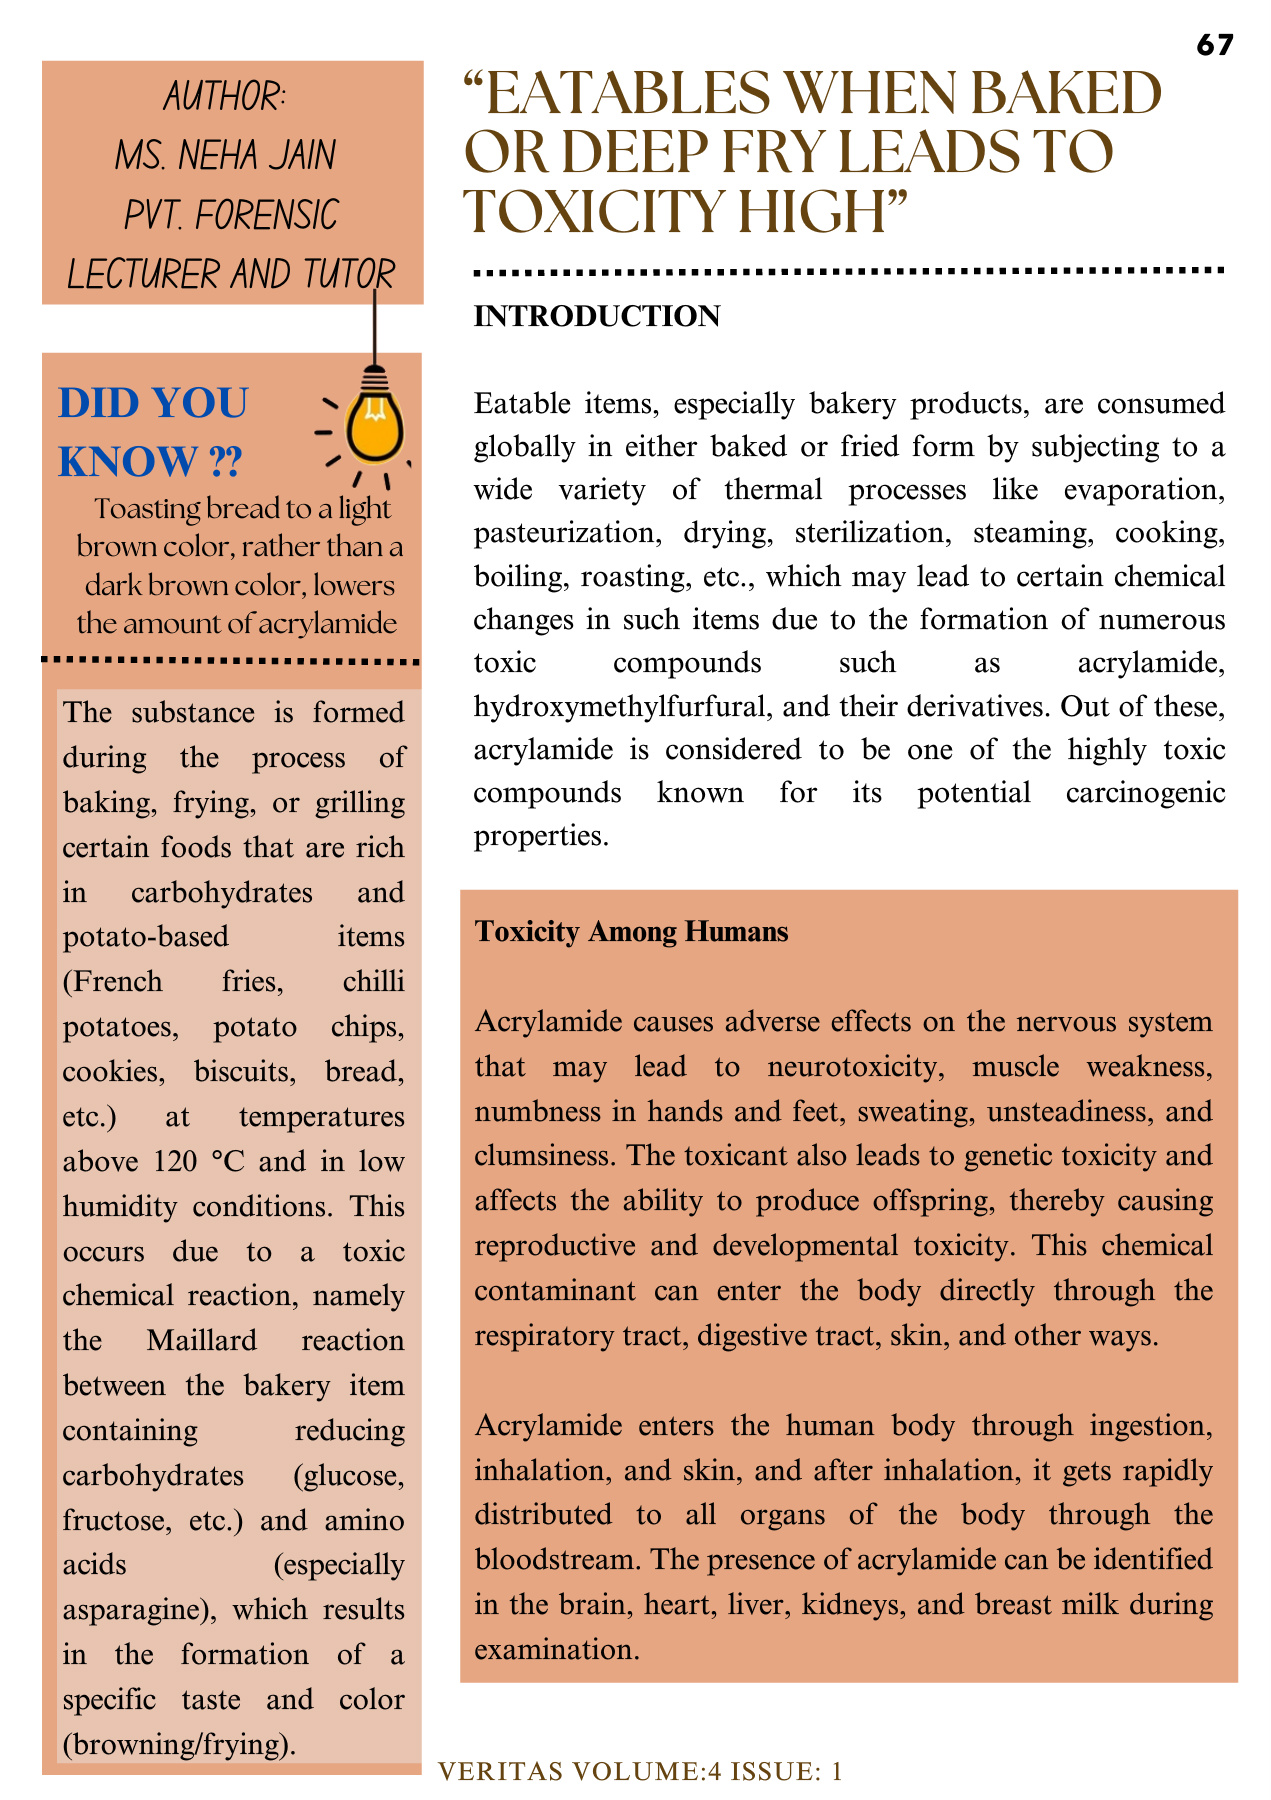 67
AUTHOR:
MS. NEHA JAIN
PVT. FORENSIC
LECTURER AND TUTOR
DID YOU
KNOW ??
Toasting bread to a light
brown color, rather than a
dark brown color, lowers
the amount of acrylamide
The substance is formed
during the process of
baking, frying, or grilling
certain foods that are rich
in carbohydrates and
potato-based items
(French fries, chilli
potatoes, potato chips,
cookies, biscuits, bread,
etc.) at temperatures
above 120 °C and in low
humidity conditions. This
occurs due to a toxic
chemical reaction, namely
the Maillard reaction
between the bakery item
containing reducing
carbohydrates (glucose,
fructose, etc.) and amino
acids (especially
asparagine), which results
in the formation of a
specific taste and color
(browning/frying).
“EATABLES WHEN BAKED
OR DEEP FRY LEADS TO
TOXICITY HIGH”
INTRODUCTION
Eatable items, especially bakery products, are consumed
globally in either baked or fried form by subjecting to a
wide variety of thermal processes like evaporation,
pasteurization, drying, sterilization, steaming, cooking,
boiling, roasting, etc., which may lead to certain chemical
changes in such items due to the formation of numerous
toxic compounds such as acrylamide,
hydroxymethylfurfural, and their derivatives. Out of these,
acrylamide is considered to be one of the highly toxic
compounds known for its potential carcinogenic
properties.
Toxicity Among Humans
Acrylamide causes adverse effects on the nervous system
that may lead to neurotoxicity, muscle weakness,
numbness in hands and feet, sweating, unsteadiness, and
clumsiness. The toxicant also leads to genetic toxicity and
affects the ability to produce offspring, thereby causing
reproductive and developmental toxicity. This chemical
contaminant can enter the body directly through the
respiratory tract, digestive tract, skin, and other ways.
Acrylamide enters the human body through ingestion,
inhalation, and skin, and after inhalation, it gets rapidly
distributed to all organs of the body through the
bloodstream. The presence of acrylamide can be identified
in the brain, heart, liver, kidneys, and breast milk during
examination.
VERITAS VOLUME:4 ISSUE: 1